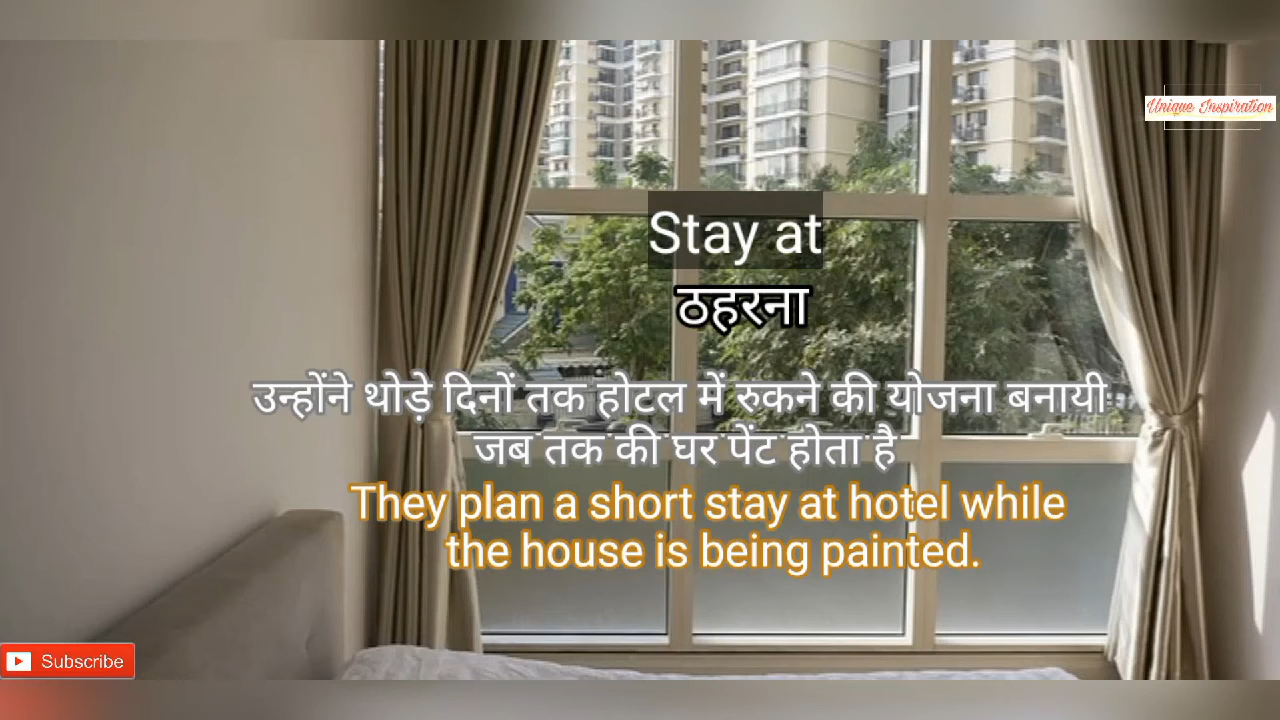 Unique Inspiration
Stay at
ठहरना
उन्होंने थोड़े दिनों तक होटल में रुकने की योजना बनायी
जब तक की घर पेंट होता है
They plan a short stay at hotel while
the house is being painted.
Subscribe